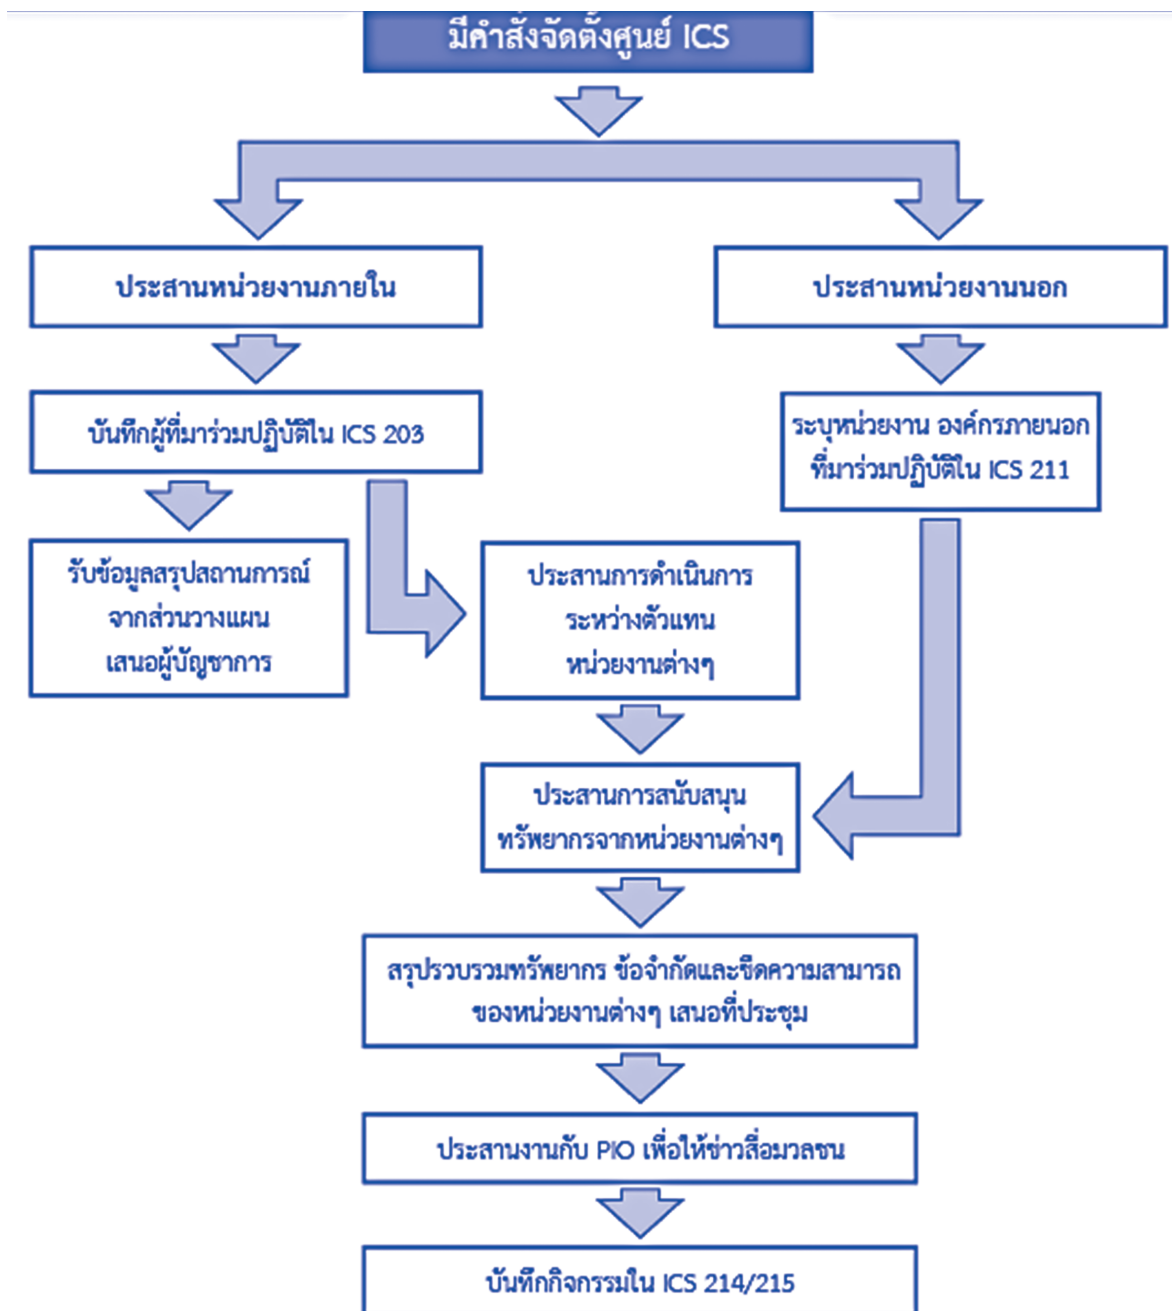 มีคำสั่งจัดตั้งศูนย์ ICS
ประสานหน่วยงานภายใน
ประสานหน่วยงานนอก
บันทึกผู้ที่มาร่วมปฏิบัติใน ICS 203
ระบุหน่วยงาน องค์กรภายนอก
ที่มาร่วมปฏิบัติใน ICS 211
รับข้อมูลสรุปสถานการณ์
จากส่วนวางแผน
เสนอผู้บัญชาการ
ประสานการดำเนินการ
ระหว่างตัวแทน
หน่วยงานต่างๆ
ประสานการสนับสนุน
ทรัพยากรจากหน่วยงานต่างๆ
สรุปรวบรวมทรัพยากร ข้อจำกัดและขีดความสามารถ
ของหน่วยงานต่างๆ เสนอที่ประชุม
ประสานงานกับ PIO เพื่อให้ข่าวสื่อมวลชน
บันทึกกิจกรรมใน ICS 214/215